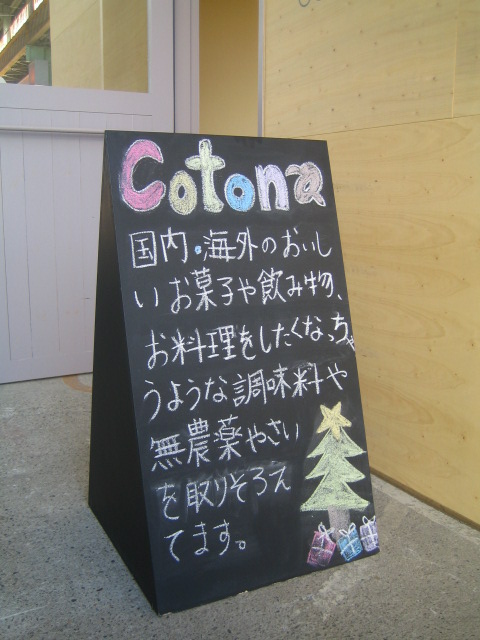 Cotona
国内・海外のおいし
いお菓子や飲み物、
お料理をしたくなっちゃ
うような調味料や
無農薬やさい
を取りそろえ
てます。